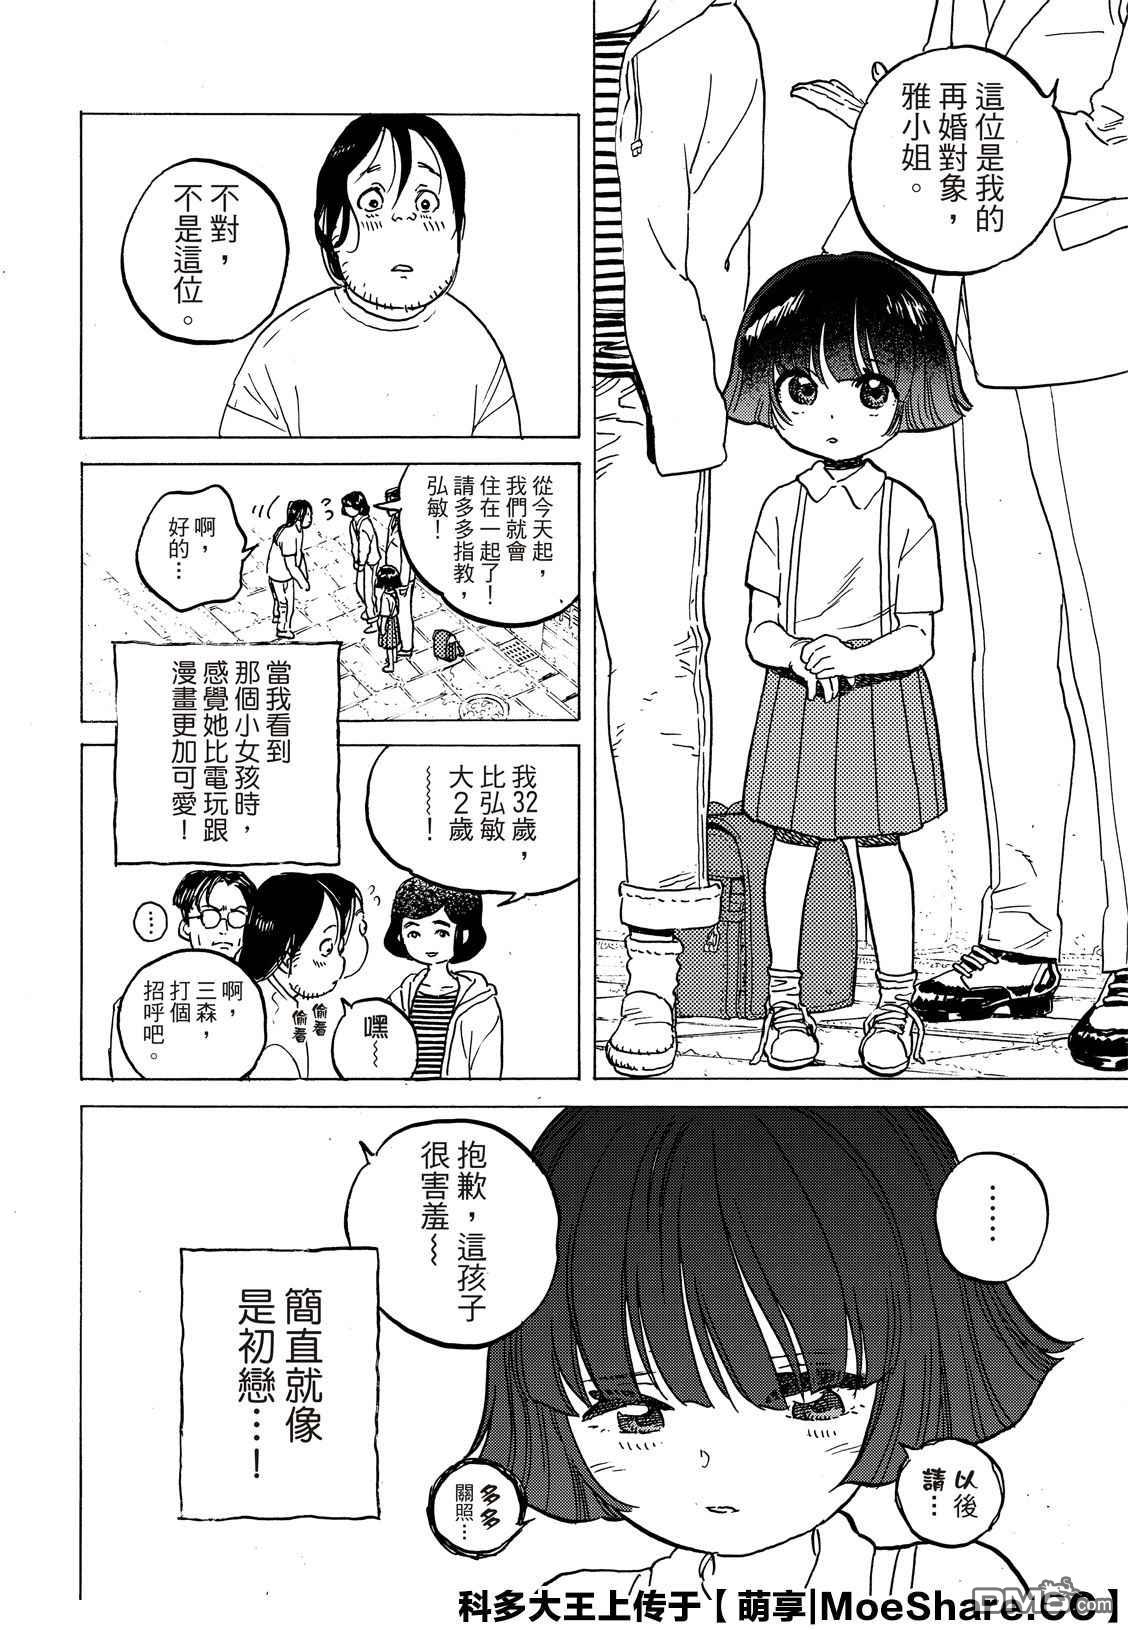 這位是我的
再婚對象，
雅小姐。
不對，
不是這位。
從今天起，
我們就會
住在一起了！
請多多指教，
弘敏！
啊，
好的…
當我看到
那個小女孩時，
感覺她比電玩跟
漫畫更加可愛！
我32歲，
比弘敏
大2歲
～～～！
嘿～
偷看
偷看
啊，
三森，
打個
招呼吧。
…
……
抱歉，這孩子
很害羞～
以後
請…
多多
關照…
簡直就像
是初戀…！
科多大王上传于【萌享|MoeShare.CC】
DM5.com